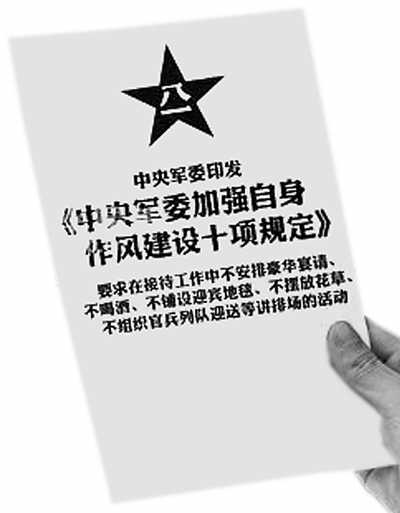 八一
中央军委印发
《中央军委加强自身
作风建设十项规定》
要求在接待工作中不安排豪华宴请、
不喝酒、不铺设迎宾地毯、不摆放花草、
不组织官兵列队迎送等讲排场的活动